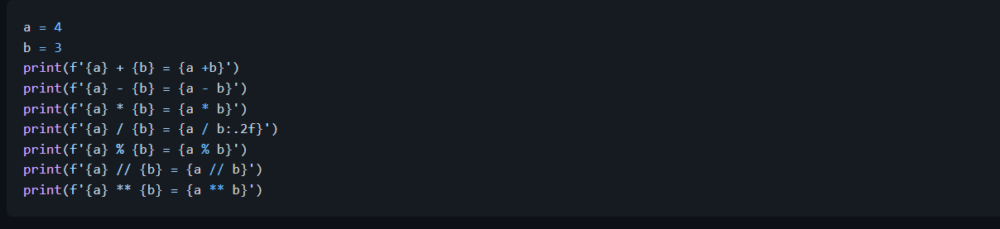 a = 4
b = 3
print(f'{a} + {b} = {a +b}')
print(f'{a} - {b} = {a - b}')
print(f'{a} * {b} = {a * b}')
print(f'{a} / {b} = {a / b:.2f}')
print(f'{a} % {b} = {a % b}')
print(f'{a} // {b} = {a // b}')
print(f'{a} ** {b} = {a ** b}')